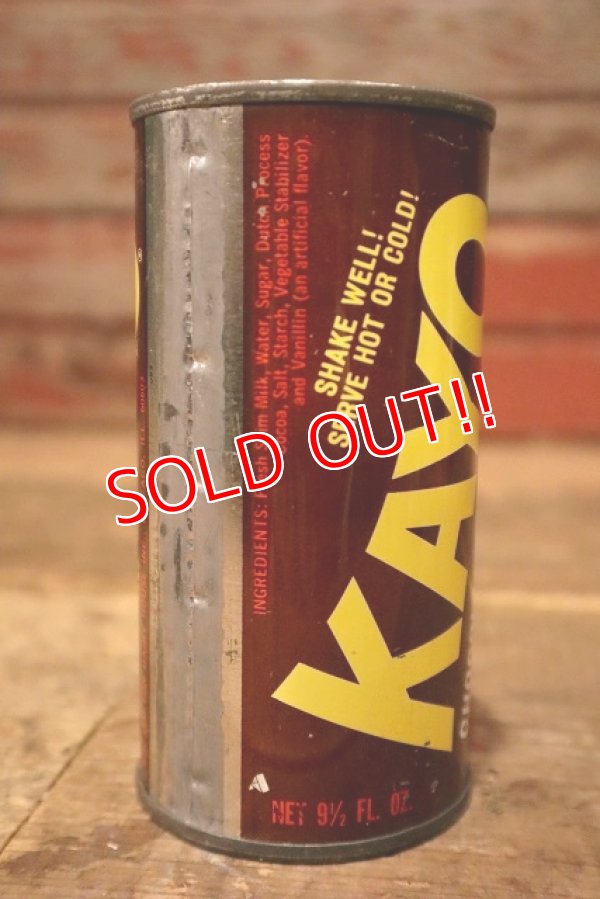 INGREDIENTS: Fresh Skim Milk, Water, Sugar, Dutch Process
Cocoa, Salt, Starch, Vegetable Stabilizer
and Vanillin (an artificial flavor).
SHAKE WELL!
SERVE HOT OR COLD!
KAYO
NET 9½ FL. OZ.
SOLD OUT!!